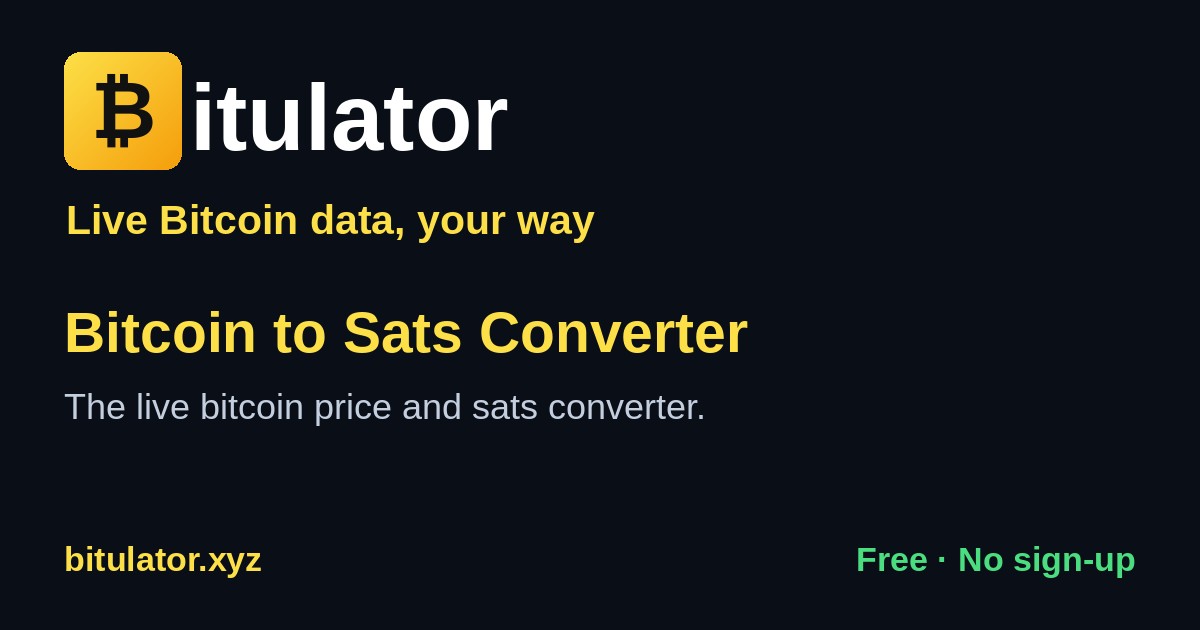 ₿itulator
Live Bitcoin data, your way
Bitcoin to Sats Converter
The live bitcoin price and sats converter.
bitulator.xyz
Free · No sign-up